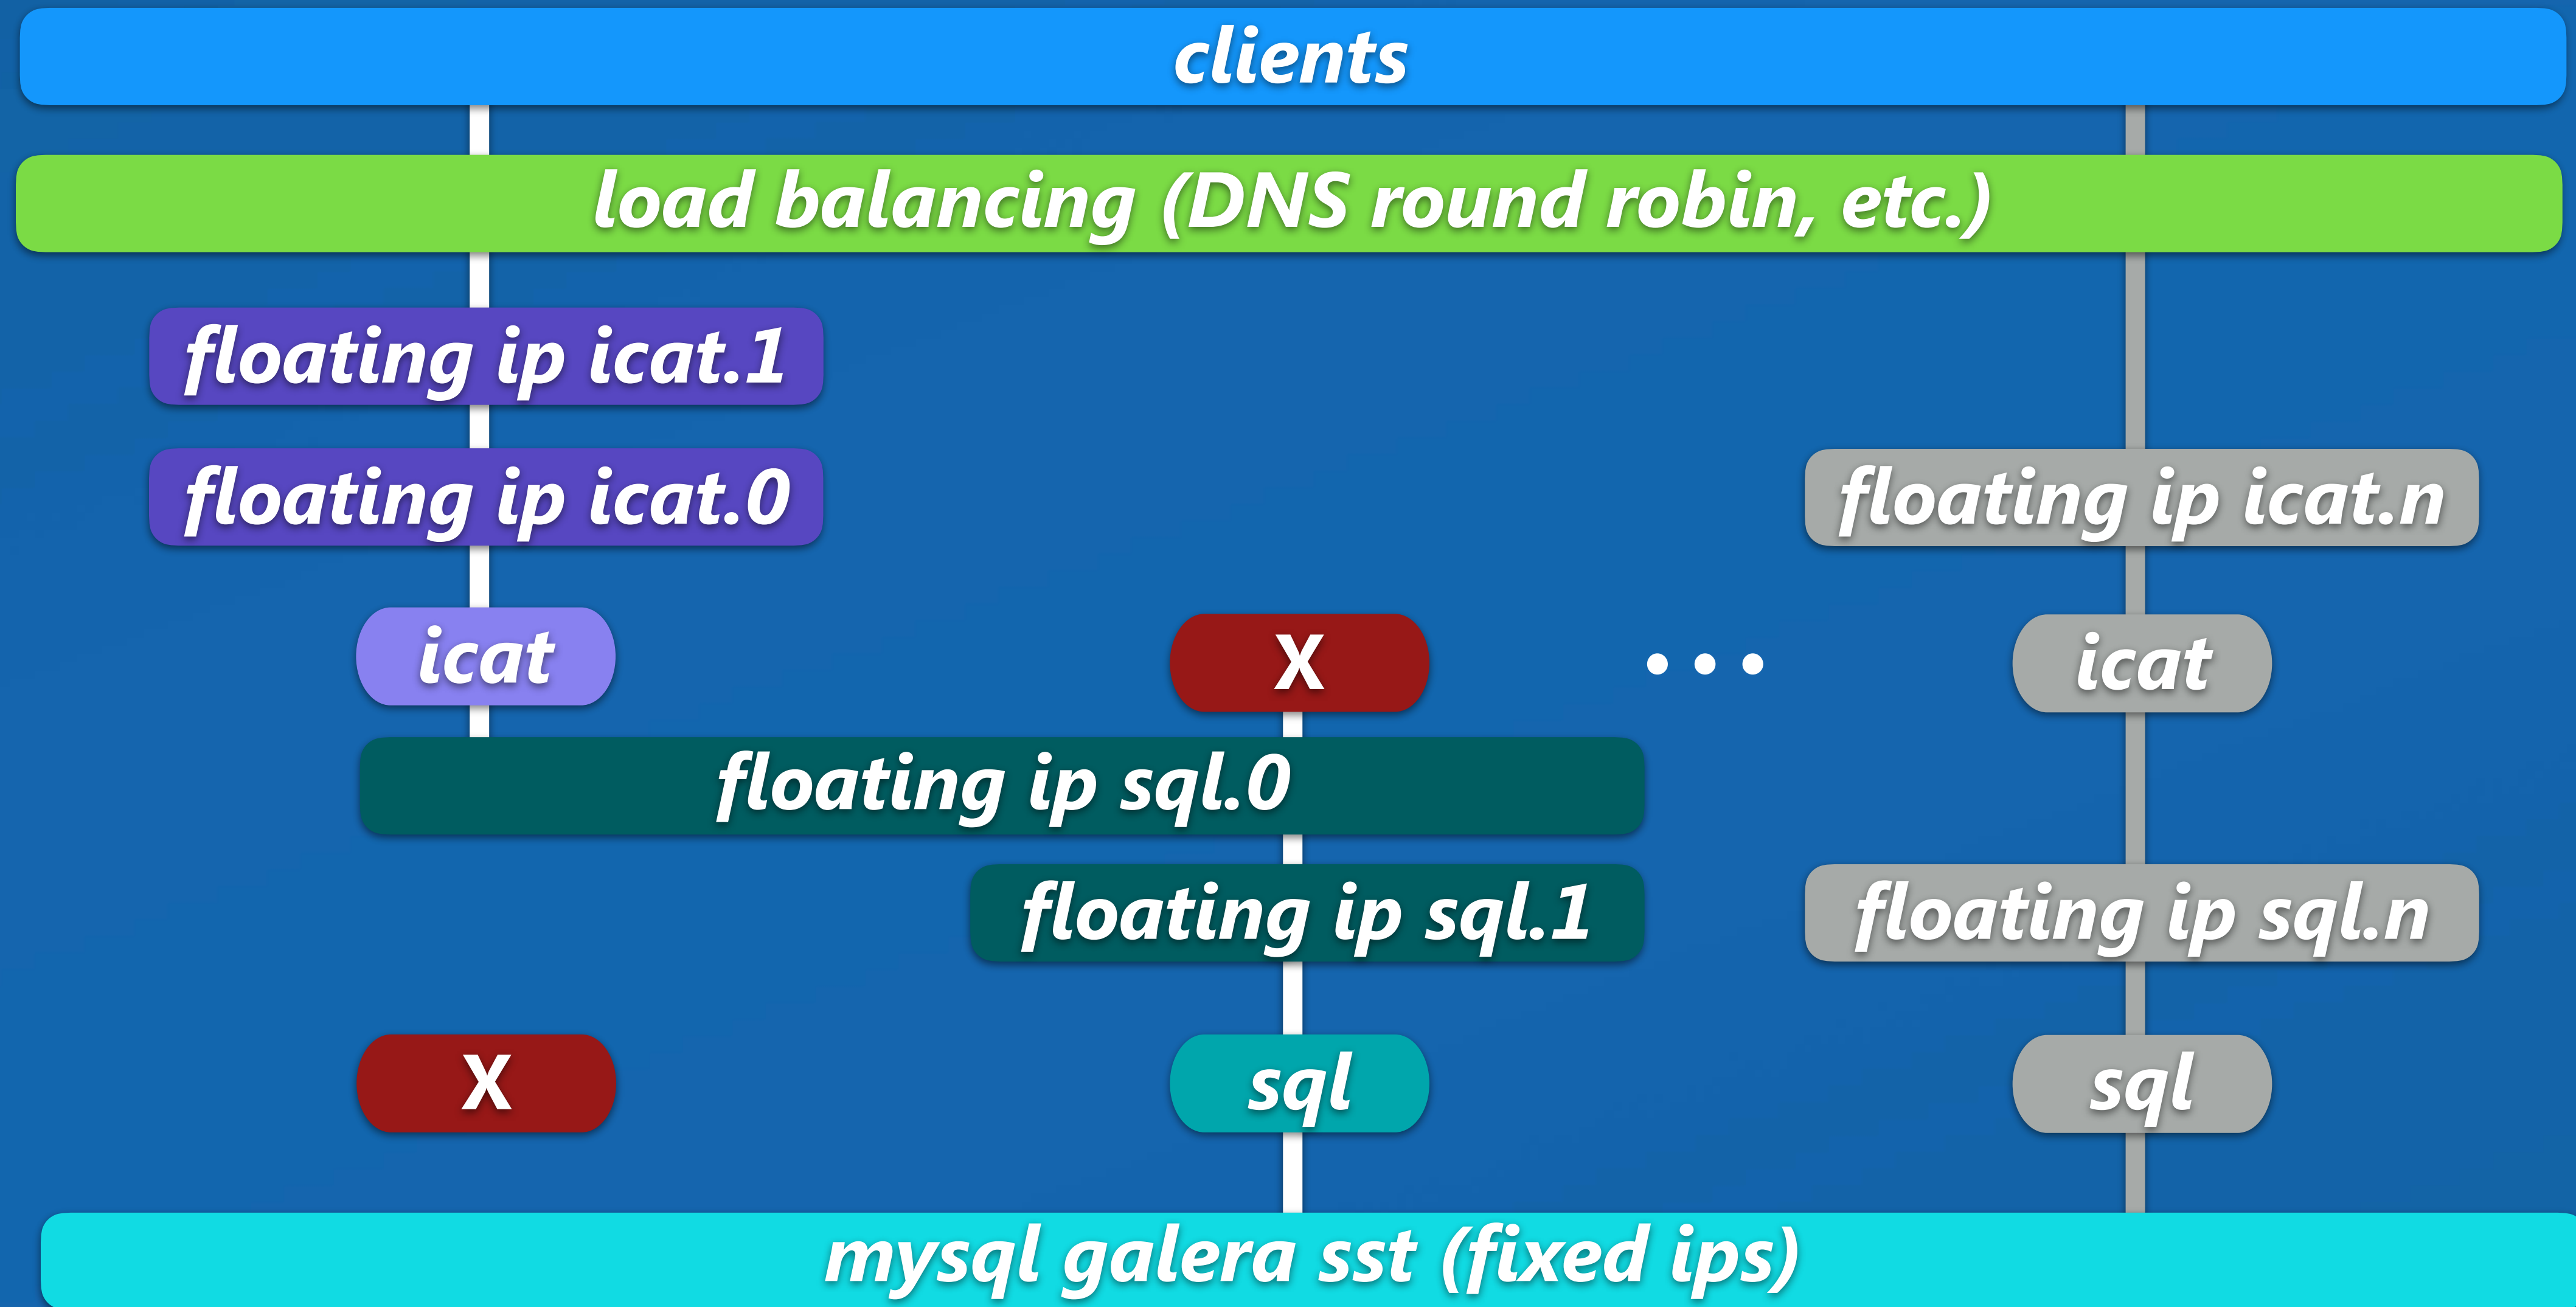 clients
load balancing (DNS round robin, etc.)
floating ip icat.1
floating ip icat.0
floating ip icat.n
icat
X
...
icat
floating ip sql.0
floating ip sql.1
floating ip sql.n
X
sql
sql
mysql galera sst (fixed ips)